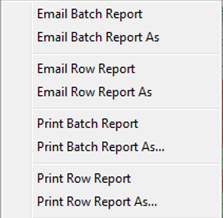 Email Batch Report
Email Batch Report As
Email Row Report
Email Row Report As
Print Batch Report
Print Batch Report As...
Print Row Report
Print Row Report As...